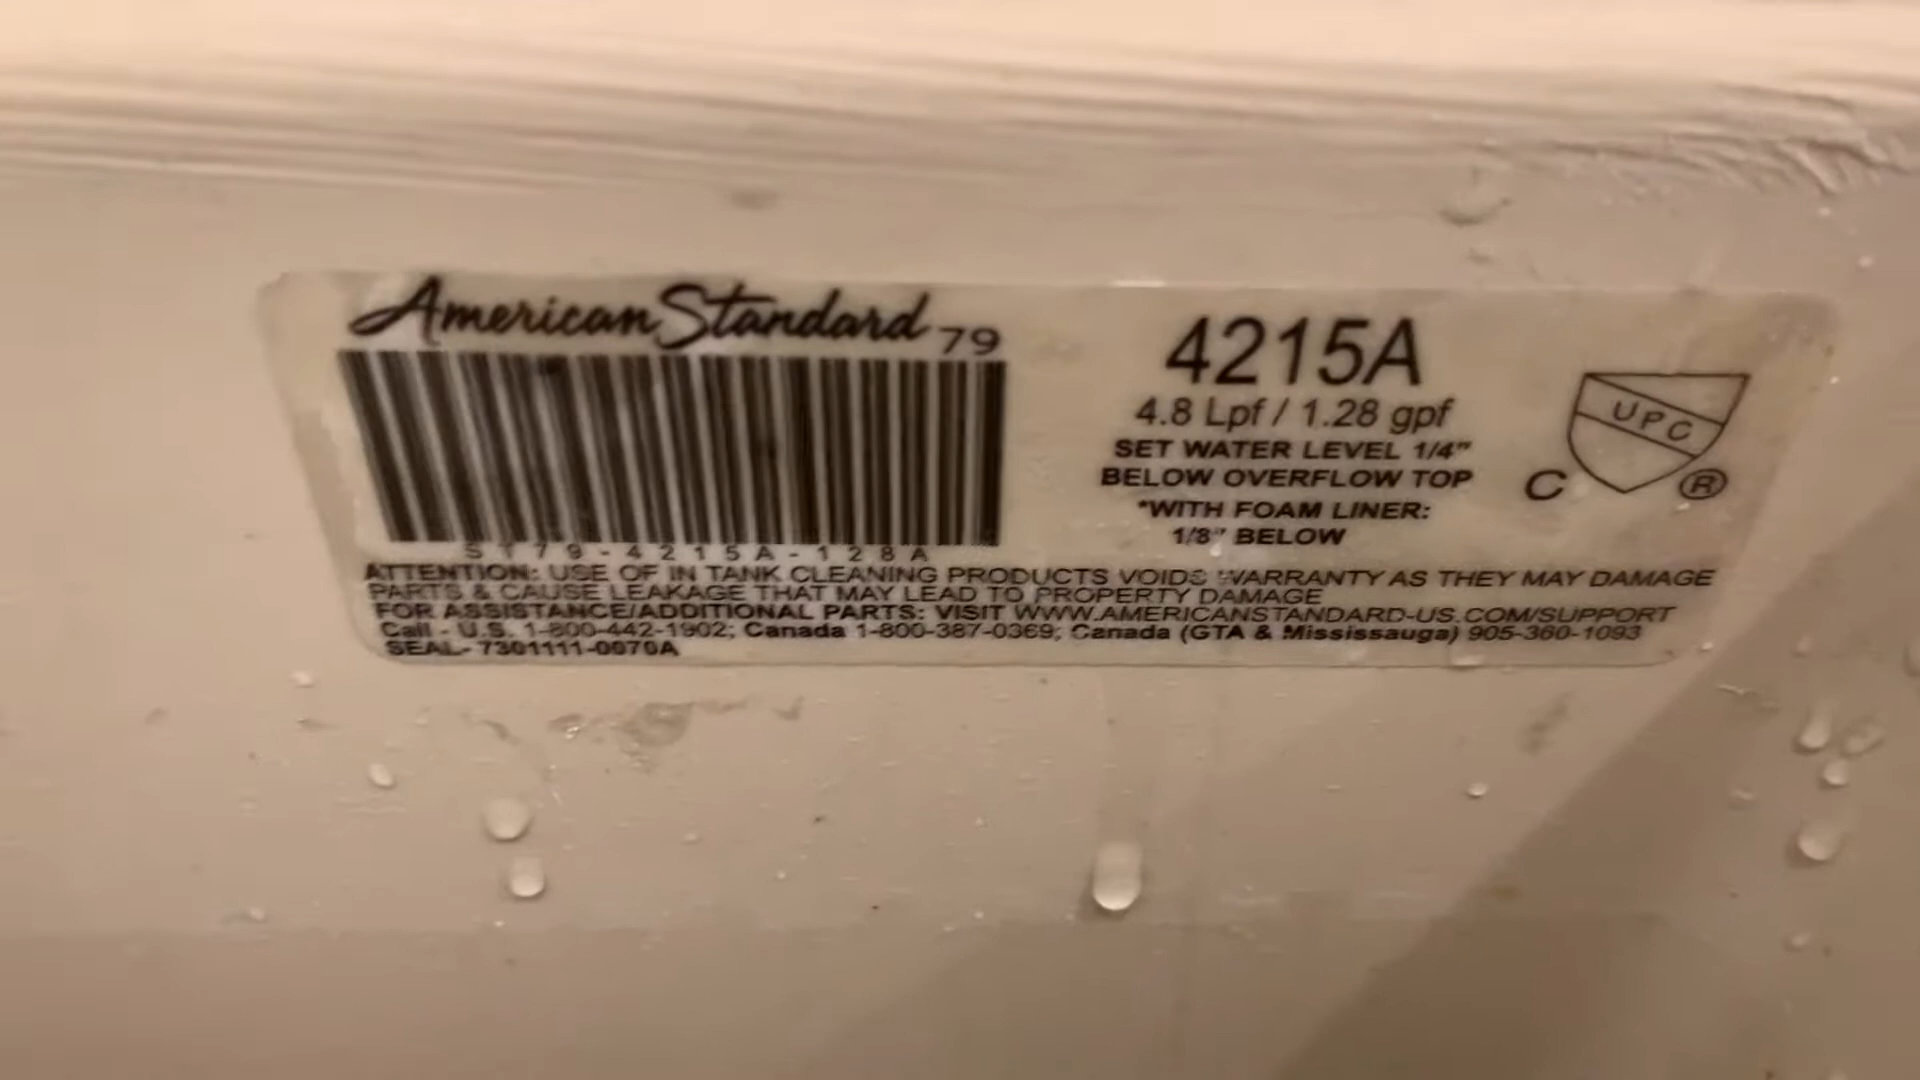 American Standard 79
4215A
4.8 Lpf / 1.28 gpf
SET WATER LEVEL 1/4"
BELOW OVERFLOW TOP
*WITH FOAM LINER:
1/8" BELOW
UPC
C ®
ST79-4215A-128A
ATTENTION: USE OF IN TANK CLEANING PRODUCTS VOIDS WARRANTY AS THEY MAY DAMAGE
PARTS & CAUSE LEAKAGE THAT MAY LEAD TO PROPERTY DAMAGE
FOR ASSISTANCE/ADDITIONAL PARTS: VISIT WWW.AMERICANSTANDARD-US.COM/SUPPORT
Call - U.S. 1-800-442-1902; Canada 1-800-387-0369; Canada (GTA & Mississauga) 905-360-1093
SEAL- 7301111-0070A